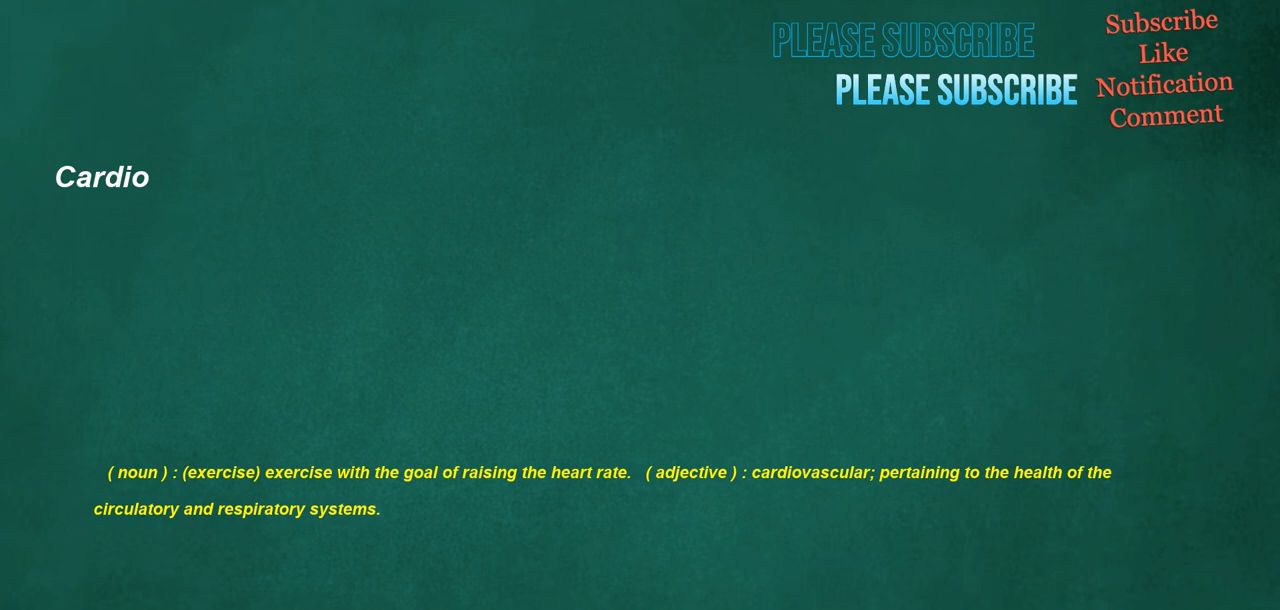 PLEASE SUBSCRIBE
PLEASE SUBSCRIBE
Subscribe
Like
Notification
Comment
Cardio
( noun ) : (exercise) exercise with the goal of raising the heart rate. ( adjective ) : cardiovascular; pertaining to the health of the
circulatory and respiratory systems.